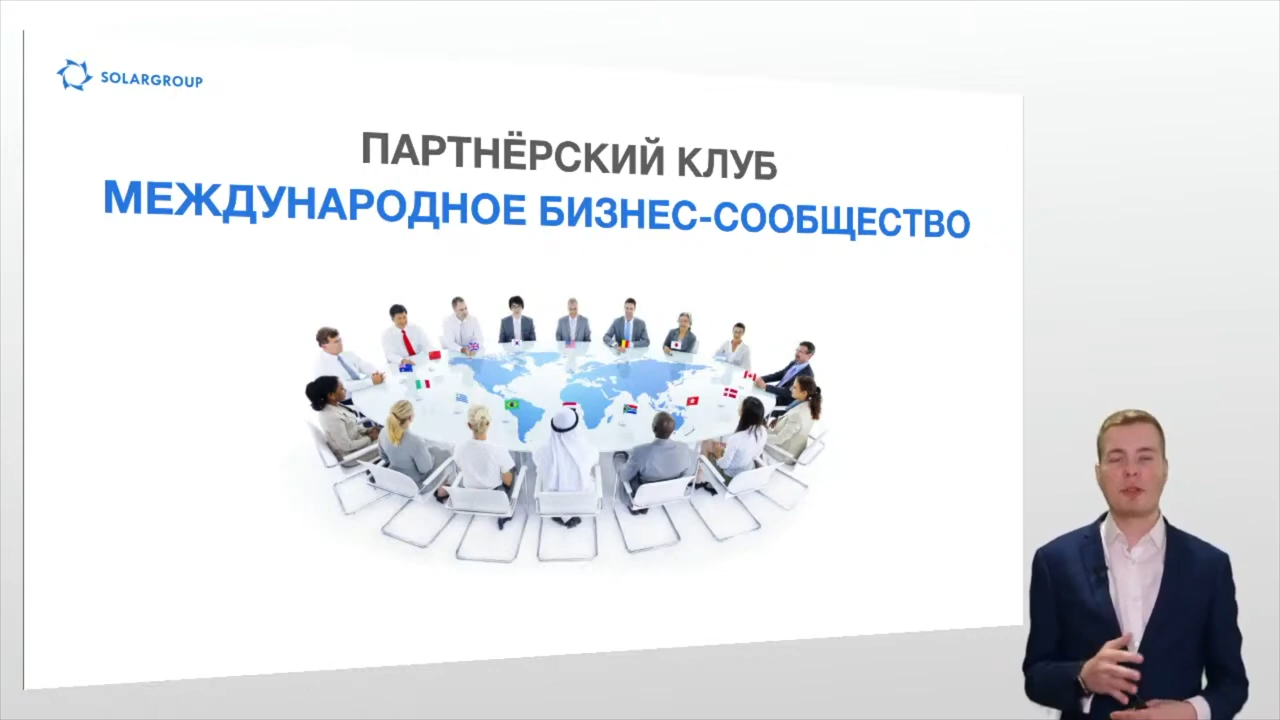 SOLARGROUP
ПАРТНЁРСКИЙ КЛУБ
МЕЖДУНАРОДНОЕ БИЗНЕС-СООБЩЕСТВО